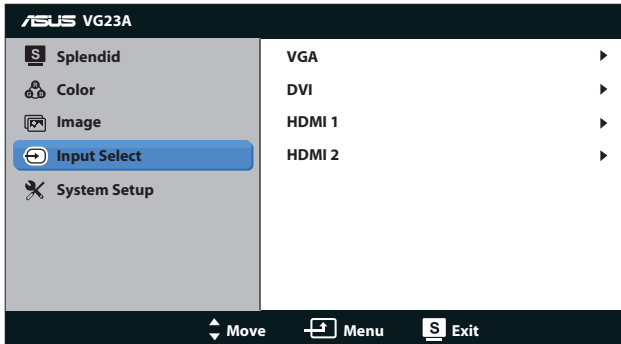 ASUS VG23A
S Splendid
Color
Image
Input Select
System Setup
VGA
DVI
HDMI 1
HDMI 2
Move Menu S Exit